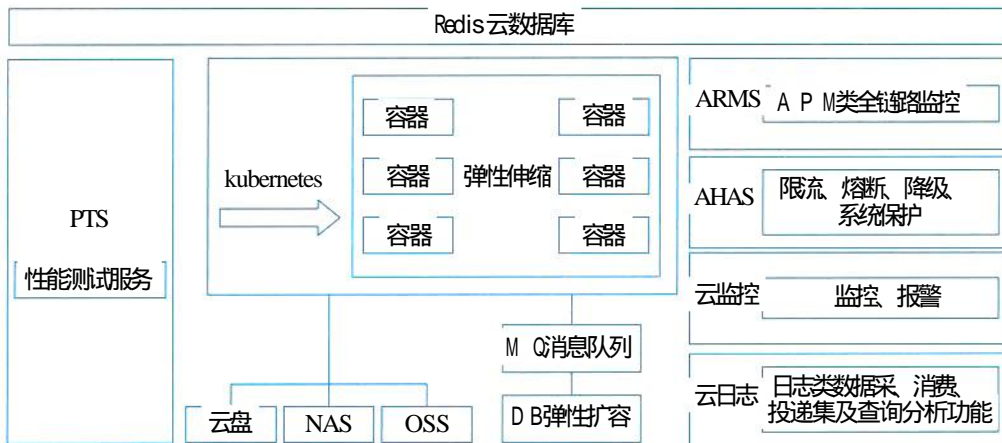 Redis云数据库
PTS
性能测试服务
kubernetes
容器 容器
容器 弹性伸缩 容器
容器 容器
MQ消息队列
DB弹性扩容
云盘 NAS OSS
ARMS APM类全链路监控
AHAS 限流、熔断、降级、
系统保护
云监控 监控、报警
云日志 日志类数据采、消费、
投递集及查询分析功能